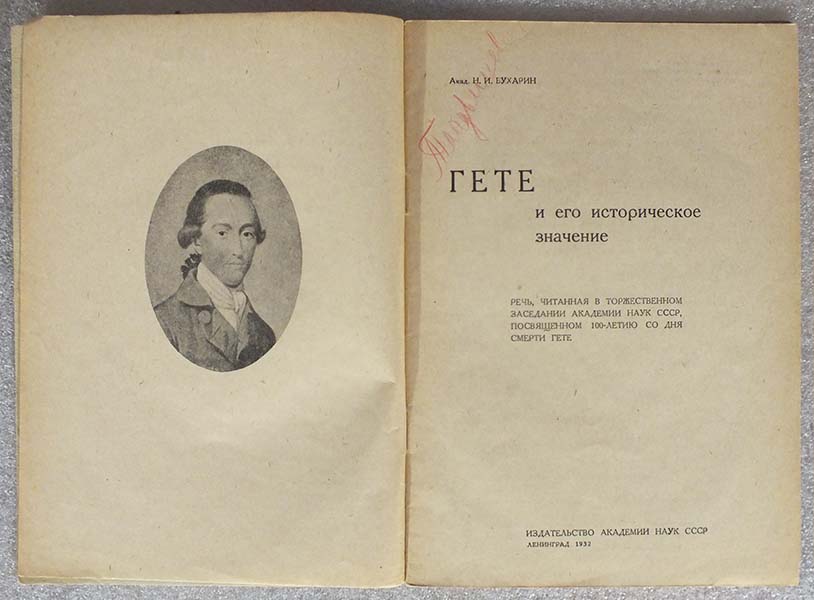 Акад. Н. И. БУХАРИН
ГЕТЕ
и его историческое
значение
РЕЧЬ, ЧИТАННАЯ В ТОРЖЕСТВЕННОМ
ЗАСЕДАНИИ АКАДЕМИИ НАУК СССР,
ПОСВЯЩЕННОМ 100-ЛЕТИЮ СО ДНЯ
СМЕРТИ ГЕТЕ
ИЗДАТЕЛЬСТВО АКАДЕМИИ НАУК СССР
ЛЕНИНГРАД 1932